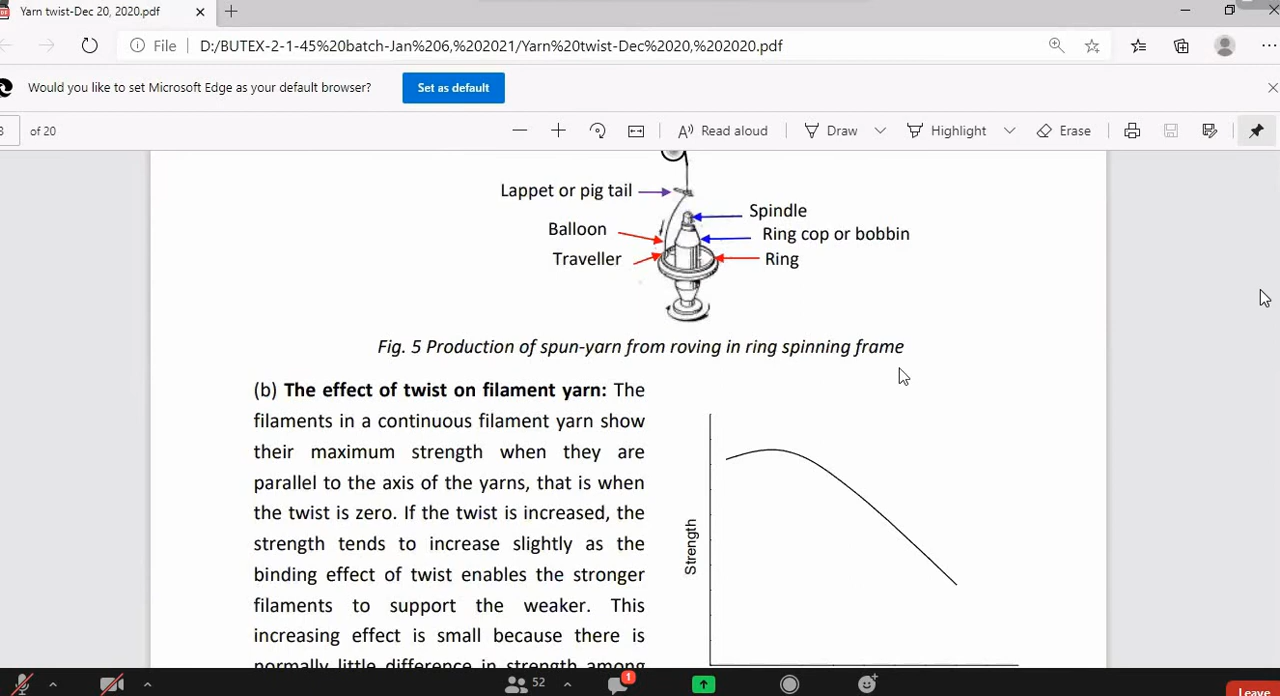 Yarn twist-Dec 20, 2020.pdf
File
D:/BUTEX-2-1-45%20batch-Jan%206,%202021/Yarn%20twist-Dec%2020,%202020.pdf
Would you like to set Microsoft Edge as your default browser?
Set as default
of 20
Read aloud
Draw
Highlight
Erase
Lappet or pig tail
Spindle
Balloon
Ring cop or bobbin
Traveller
Ring
Fig. 5 Production of spun-yarn from roving in ring spinning frame
(b) The effect of twist on filament yarn: The
filaments in a continuous filament yarn show
their maximum strength when they are
parallel to the axis of the yarns, that is when
the twist is zero. If the twist is increased, the
strength tends to increase slightly as the
binding effect of twist enables the stronger
filaments to support the weaker. This
increasing effect is small because there is
normally little difference in strength among
Strength
52
1
Leave